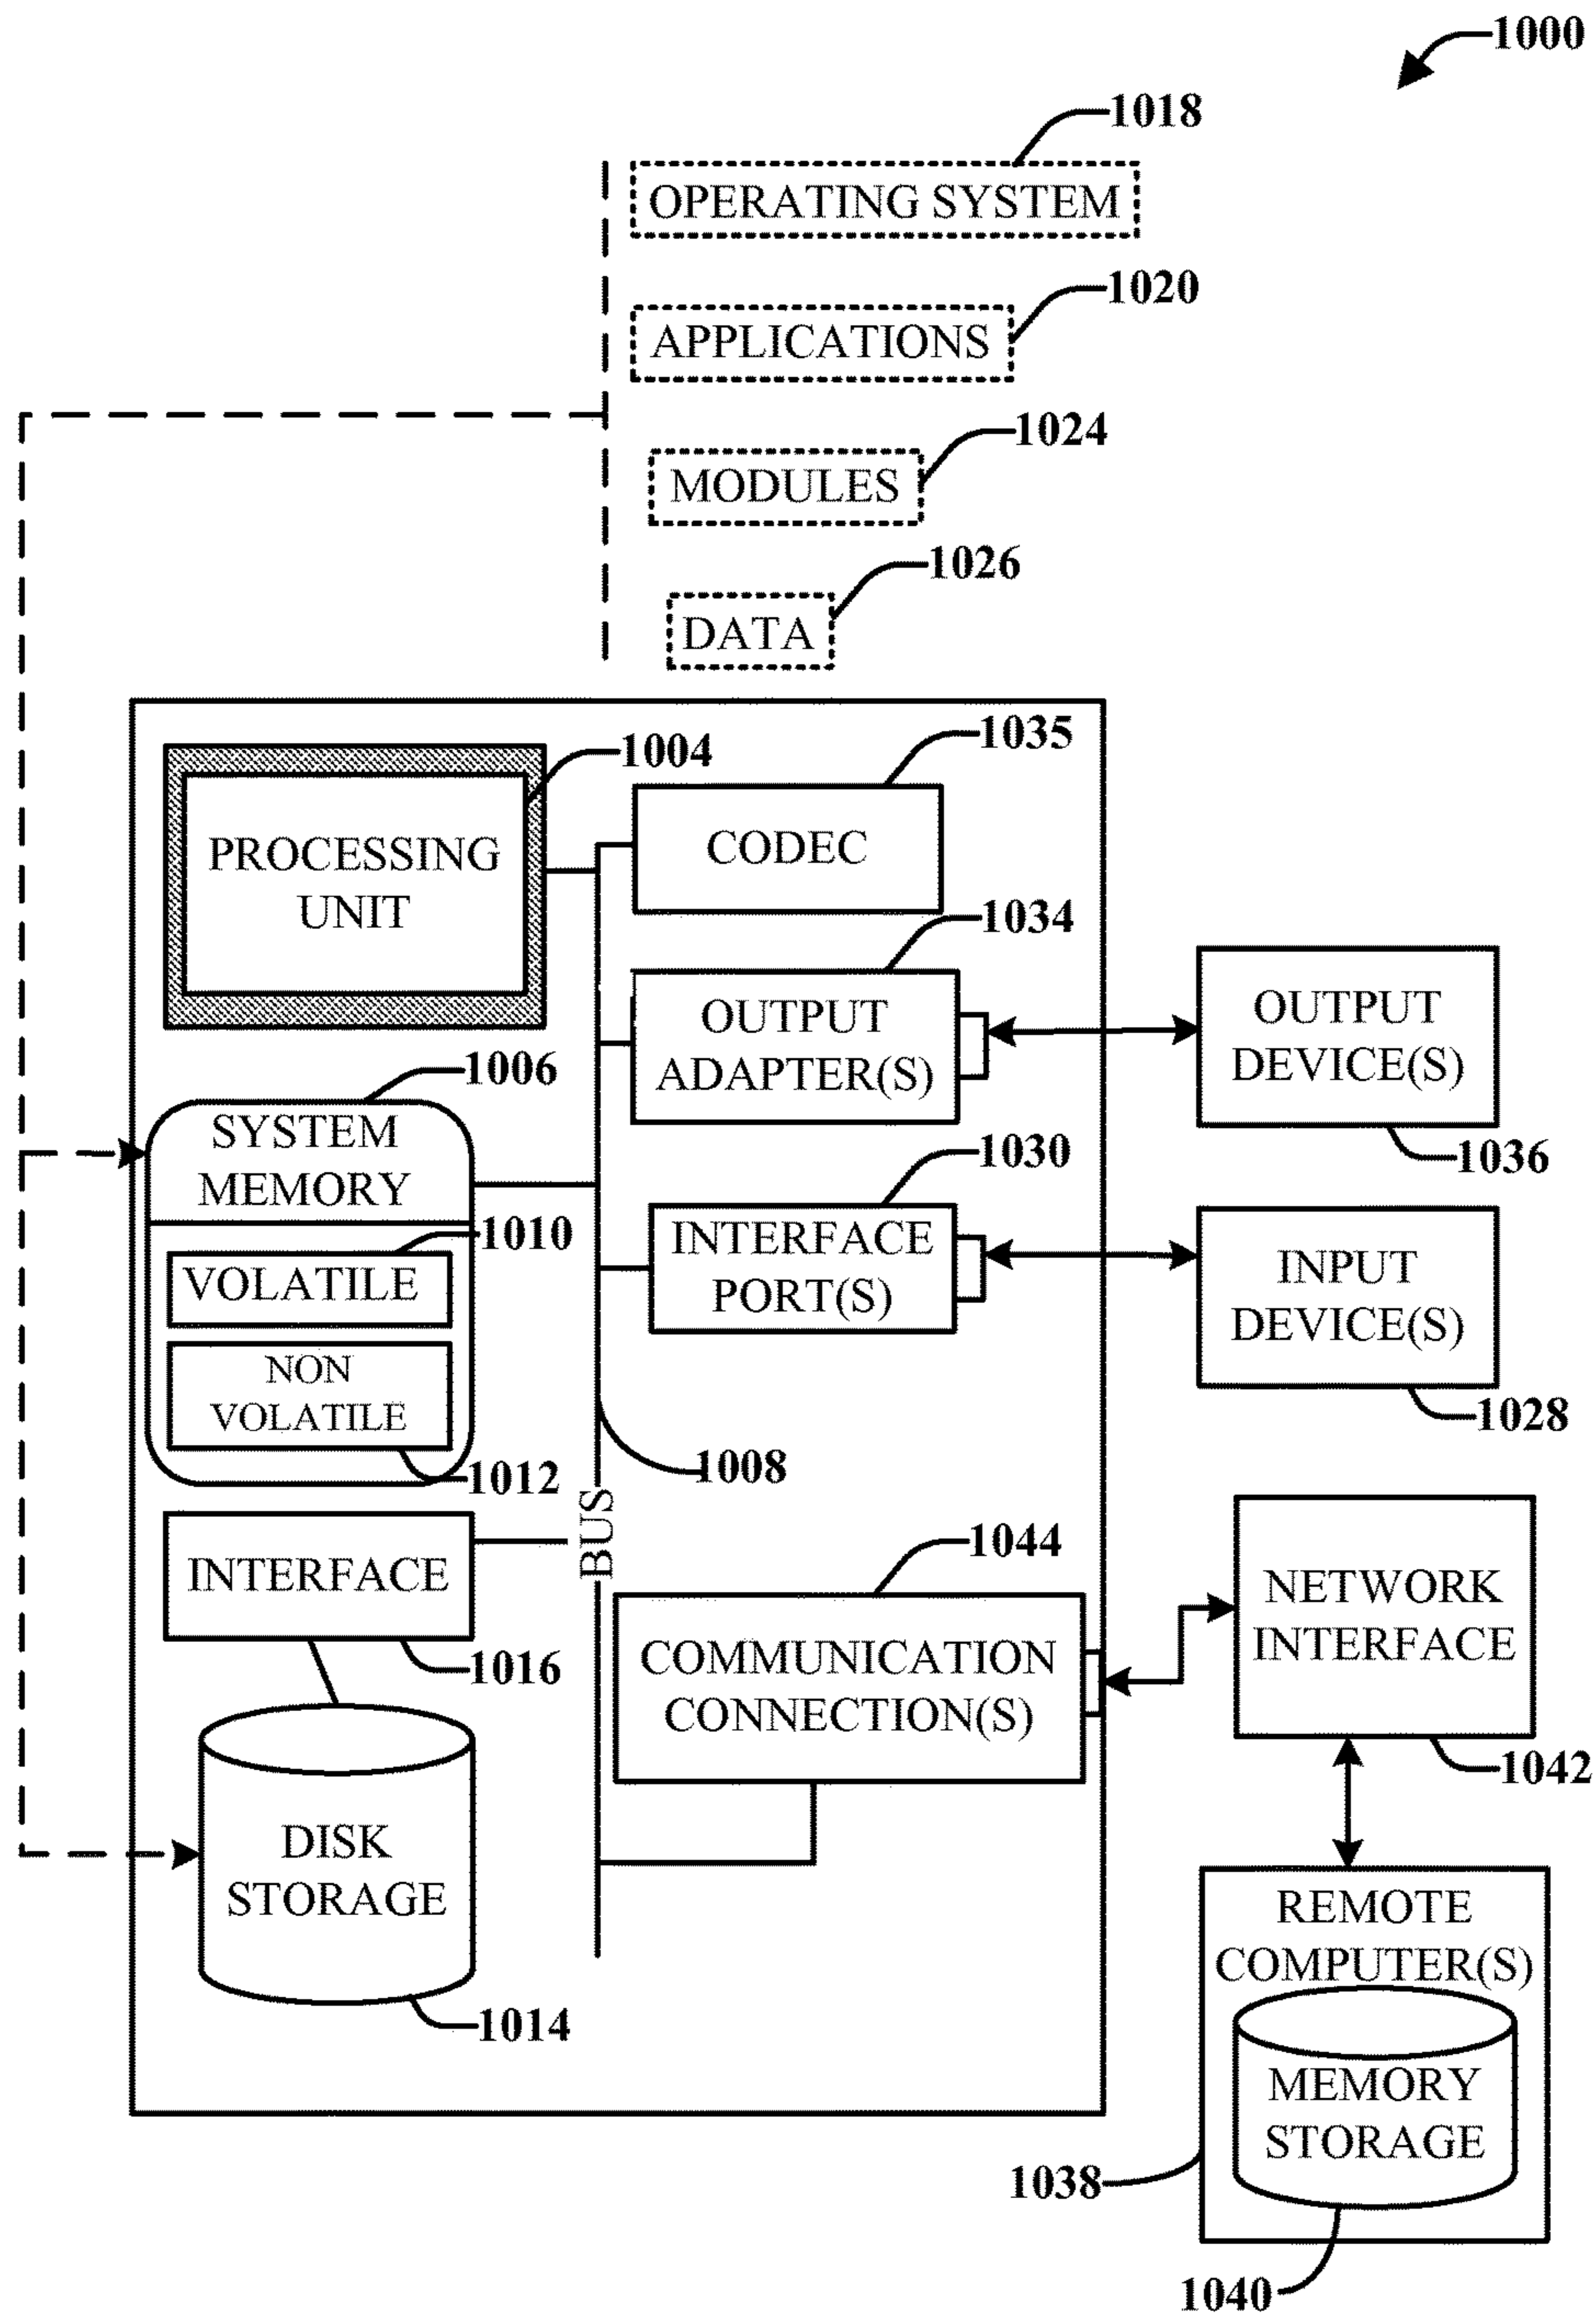 1000
1018
OPERATING SYSTEM
1020
APPLICATIONS
1024
MODULES
1026
DATA
1035
1004
CODEC
PROCESSING
UNIT
1034
OUTPUT
ADAPTER(S)
OUTPUT
DEVICE(S)
1036
1006
SYSTEM
MEMORY
1030
INTERFACE
PORT(S)
1010
VOLATILE
NON
VOLATILE
1012
INPUT
DEVICE(S)
1028
1008
BUS
INTERFACE
1016
1044
COMMUNICATION
CONNECTION(S)
NETWORK
INTERFACE
1042
DISK
STORAGE
1014
REMOTE
COMPUTER(S)
MEMORY
STORAGE
1038
1040